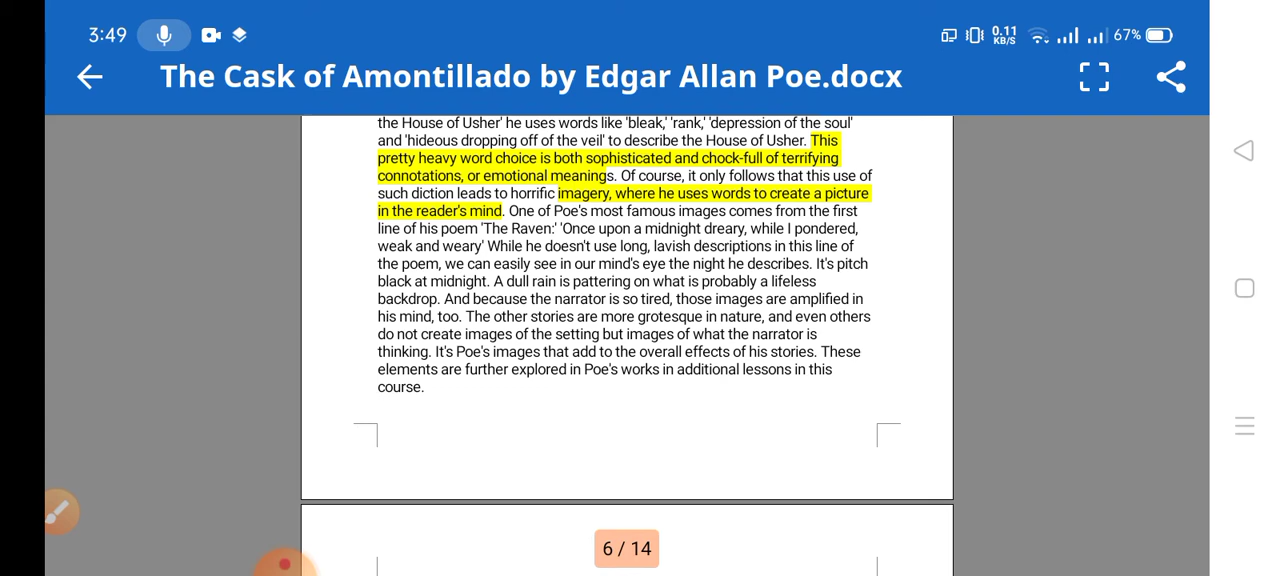 3:49
0.11
KB/S
67%
The Cask of Amontillado by Edgar Allan Poe.docx
the House of Usher' he uses words like 'bleak,' 'rank,' 'depression of the soul'
and 'hideous dropping off of the veil' to describe the House of Usher. This
pretty heavy word choice is both sophisticated and chock-full of terrifying
connotations, or emotional meanings. Of course, it only follows that this use of
such diction leads to horrific imagery, where he uses words to create a picture
in the reader's mind. One of Poe's most famous images comes from the first
line of his poem 'The Raven:' 'Once upon a midnight dreary, while I pondered,
weak and weary' While he doesn't use long, lavish descriptions in this line of
the poem, we can easily see in our mind's eye the night he describes. It's pitch
black at midnight. A dull rain is pattering on what is probably a lifeless
backdrop. And because the narrator is so tired, those images are amplified in
his mind, too. The other stories are more grotesque in nature, and even others
do not create images of the setting but images of what the narrator is
thinking. It's Poe's images that add to the overall effects of his stories. These
elements are further explored in Poe's works in additional lessons in this
course.
6 / 14